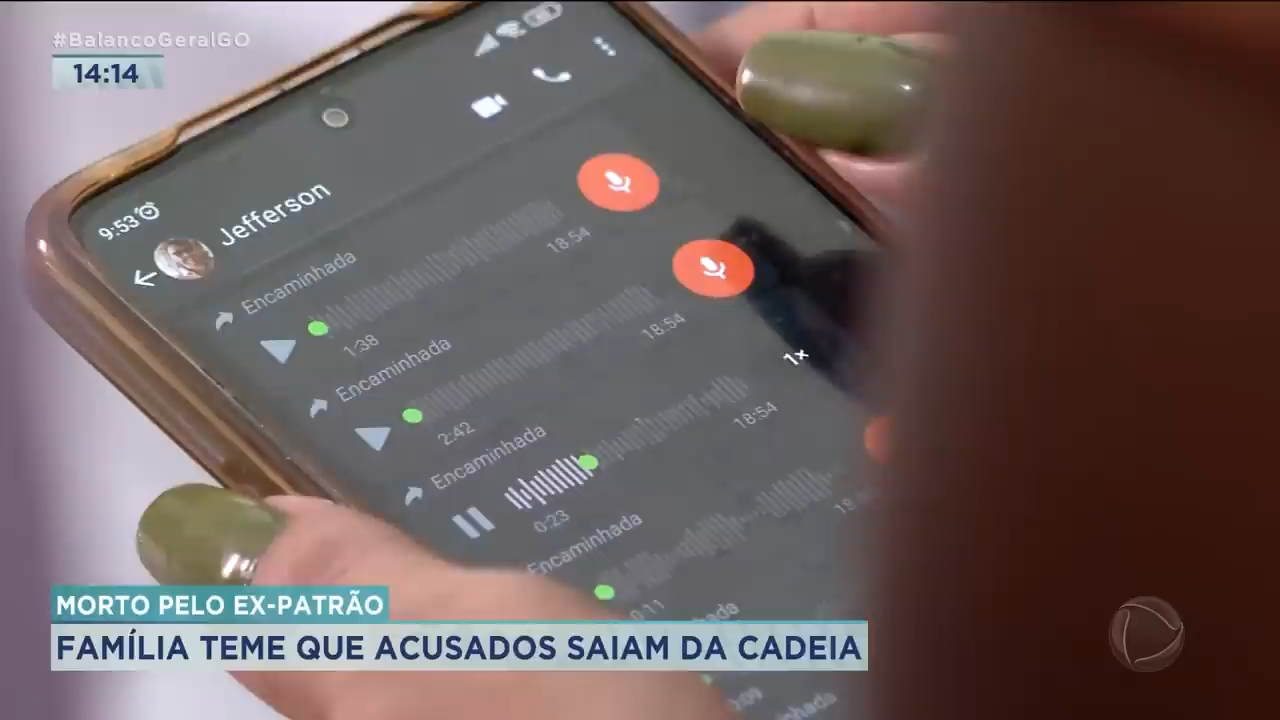 #BalancoGeralGO
14:14
9:53
Jefferson
Encaminhada
18:54
1:38
Encaminhada
18:54
2:42
1×
Encaminhada
18:54
0:23
Encaminhada
0:11
MORTO PELO EX-PATRÃO
FAMÍLIA TEME QUE ACUSADOS SAIAM DA CADEIA